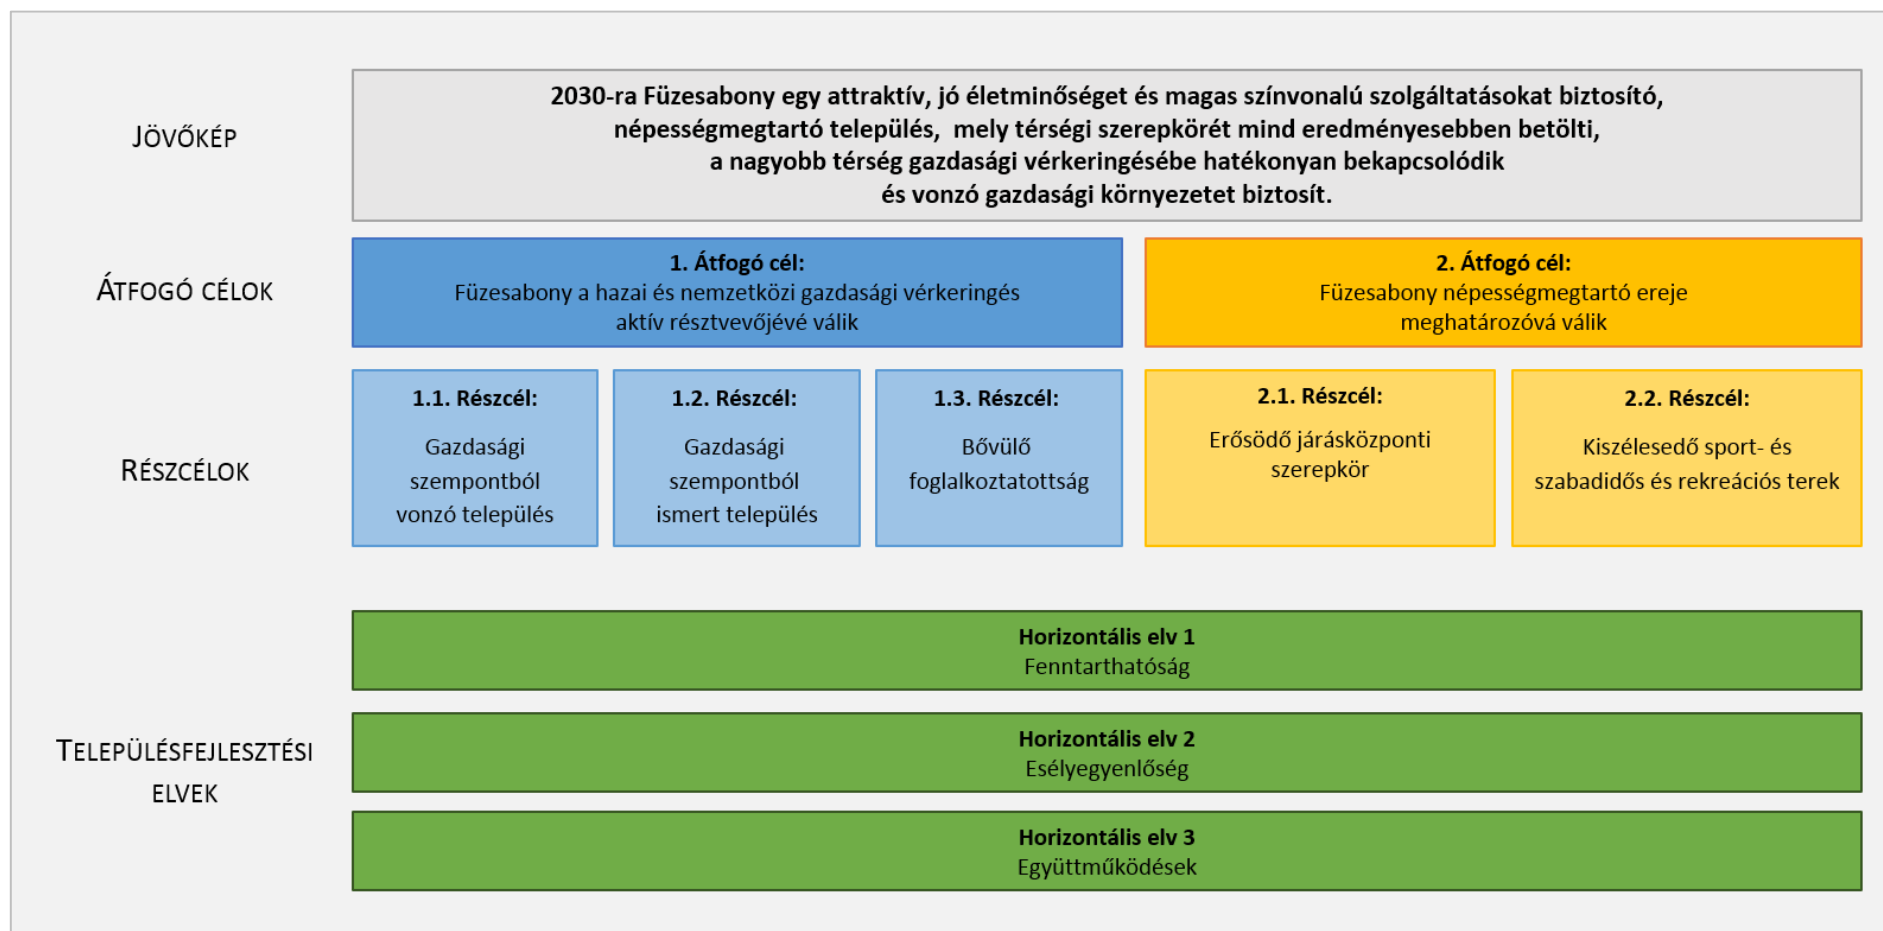 JÖVŐKÉP
2030-ra Füzesabony egy attraktív, jó életminőséget és magas színvonalú szolgáltatásokat biztosító,
népességmegtartó település, mely térségi szerepkörét mind eredményesebben betölti,
a nagyobb térség gazdasági vérkeringésébe hatékonyan bekapcsolódik
és vonzó gazdasági környezetet biztosít.
ÁTFOGÓ CÉLOK
1. Átfogó cél:
Füzesabony a hazai és nemzetközi gazdasági vérkeringés
aktív résztvevőjévé válik
2. Átfogó cél:
Füzesabony népességmegtartó ereje
meghatározóvá válik
RÉSZCÉLOK
1.1. Részcél:
Gazdasági
szempontból
vonzó település
1.2. Részcél:
Gazdasági
szempontból
ismert település
1.3. Részcél:
Bővülő
foglalkoztatottság
2.1. Részcél:
Erősödő járásközponti
szerepkör
2.2. Részcél:
Kiszélesedő sport- és
szabadidős és rekreációs terek
TELEPÜLÉSFEJLESZTÉSI
ELVEK
Horizontális elv 1
Fenntarthatóság
Horizontális elv 2
Esélyegyenlőség
Horizontális elv 3
Együttműködések